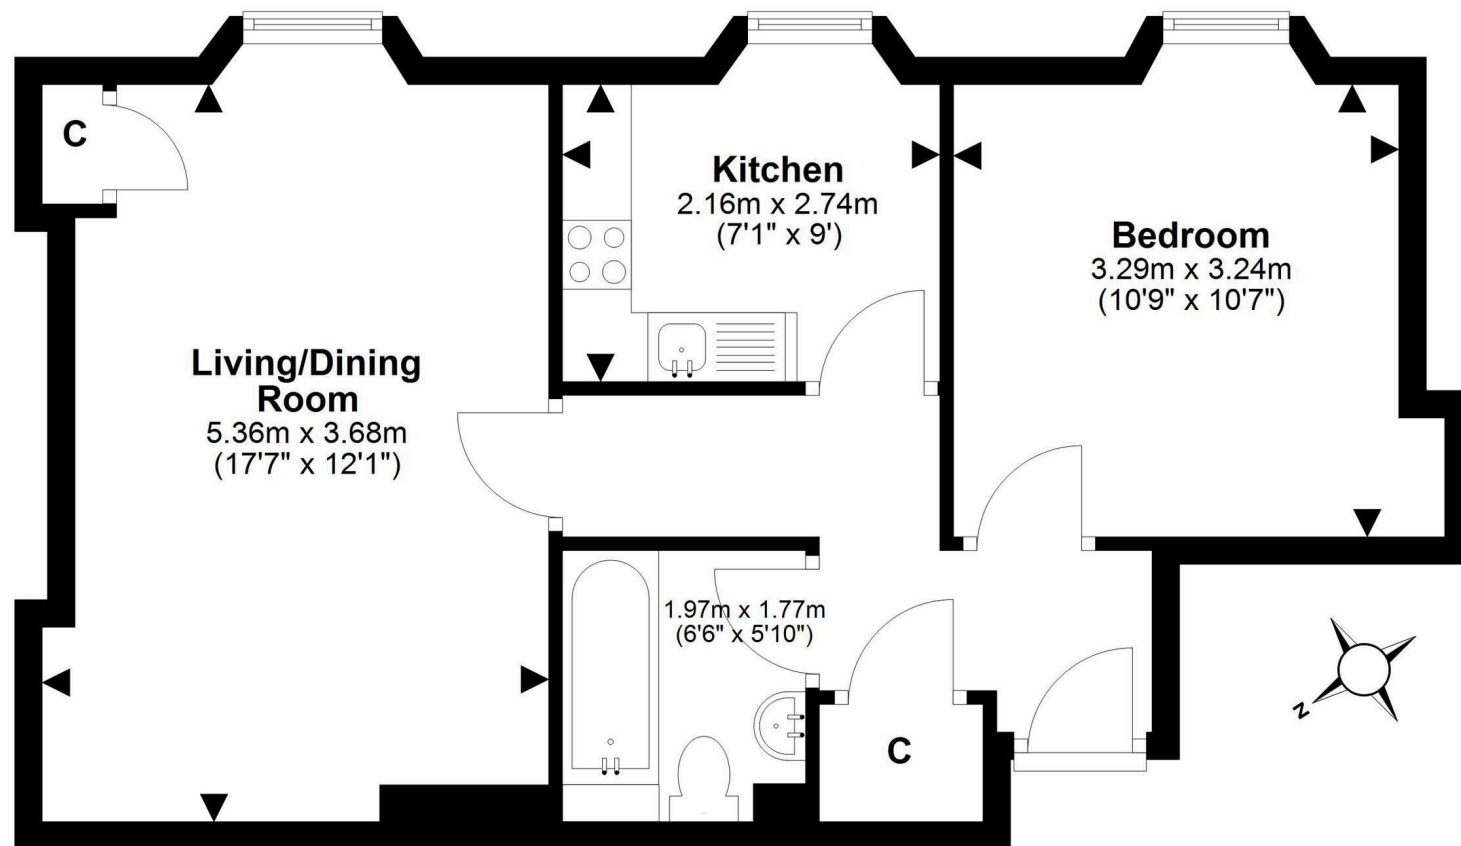 C
Kitchen
2.16m x 2.74m
(7'1" x 9')
Bedroom
3.29m x 3.24m
(10'9" x 10'7")
Living/Dining
Room
5.36m x 3.68m
(17'7" x 12'1")
1.97m x 1.77m
(6'6" x 5'10")
C
N